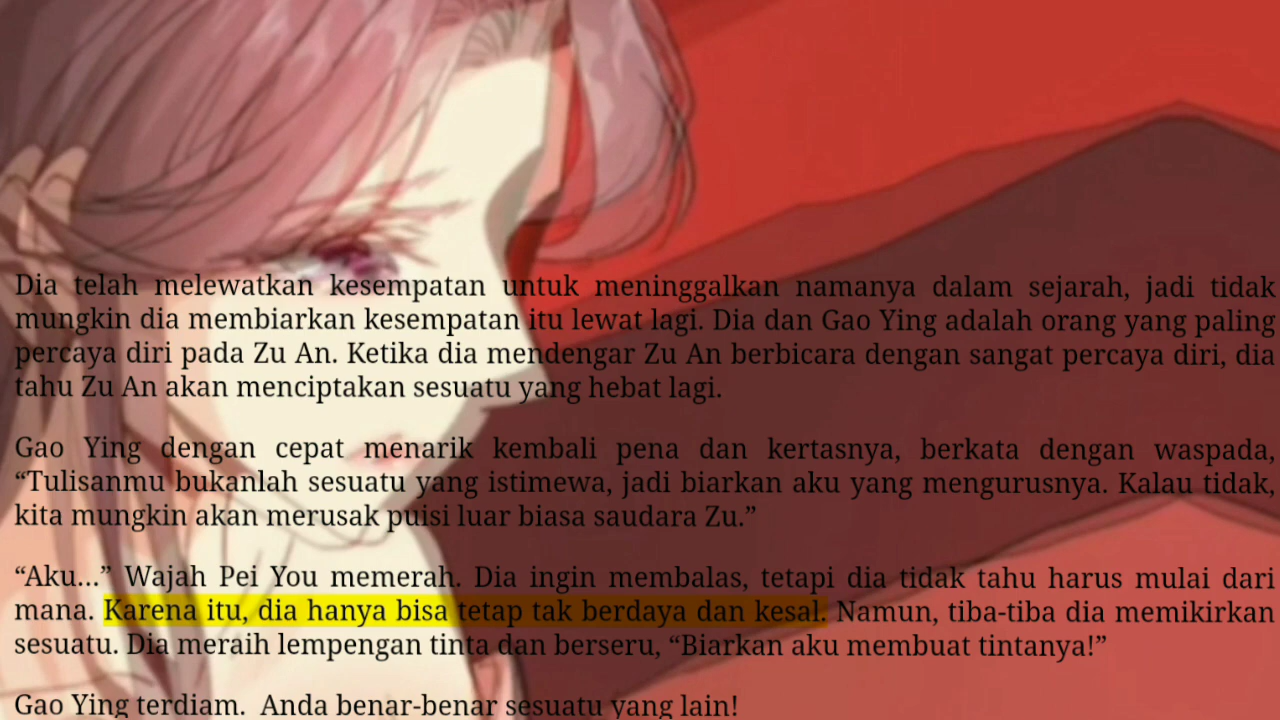 Dia telah melewatkan kesempatan untuk meninggalkan namanya dalam sejarah, jadi tidak
mungkin dia membiarkan kesempatan itu lewat lagi. Dia dan Gao Ying adalah orang yang paling
percaya diri pada Zu An. Ketika dia mendengar Zu An berbicara dengan sangat percaya diri, dia
tahu Zu An akan menciptakan sesuatu yang hebat lagi.
Gao Ying dengan cepat menarik kembali pena dan kertasnya, berkata dengan waspada,
“Tulisanmu bukanlah sesuatu yang istimewa, jadi biarkan aku yang mengurusnya. Kalau tidak,
kita mungkin akan merusak puisi luar biasa saudara Zu.”
“Aku…” Wajah Pei You memerah. Dia ingin membalas, tetapi dia tidak tahu harus mulai dari
mana. Karena itu, dia hanya bisa tetap tak berdaya dan kesal. Namun, tiba-tiba dia memikirkan
sesuatu. Dia meraih lempengan tinta dan berseru, “Biarkan aku membuat tintanya!”
Gao Ying terdiam.  Anda benar-benar sesuatu yang lain!